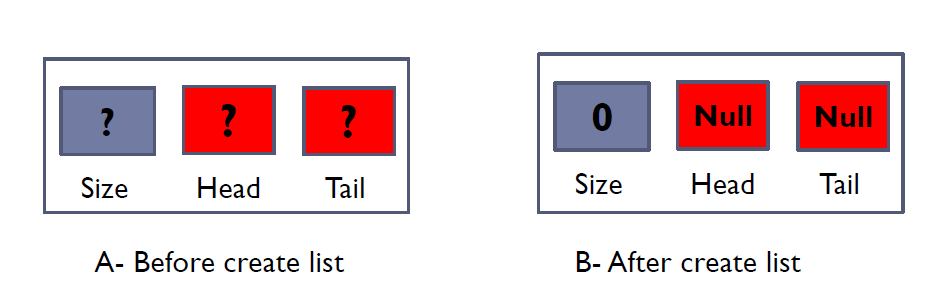 ? ? ?
Size Head Tail
A- Before create list
0 Null Null
Size Head Tail
B- After create list